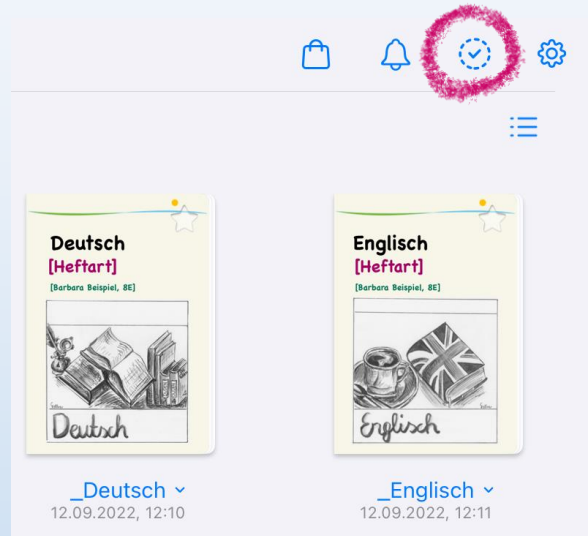 Deutsch
[Heftart]
[Barbara Beispiel, 8E]
Deutsch
_Deutsch
12.09.2022, 12:10
Englisch
[Heftart]
[Barbara Beispiel, 8E]
Englisch
_Englisch
12.09.2022, 12:11